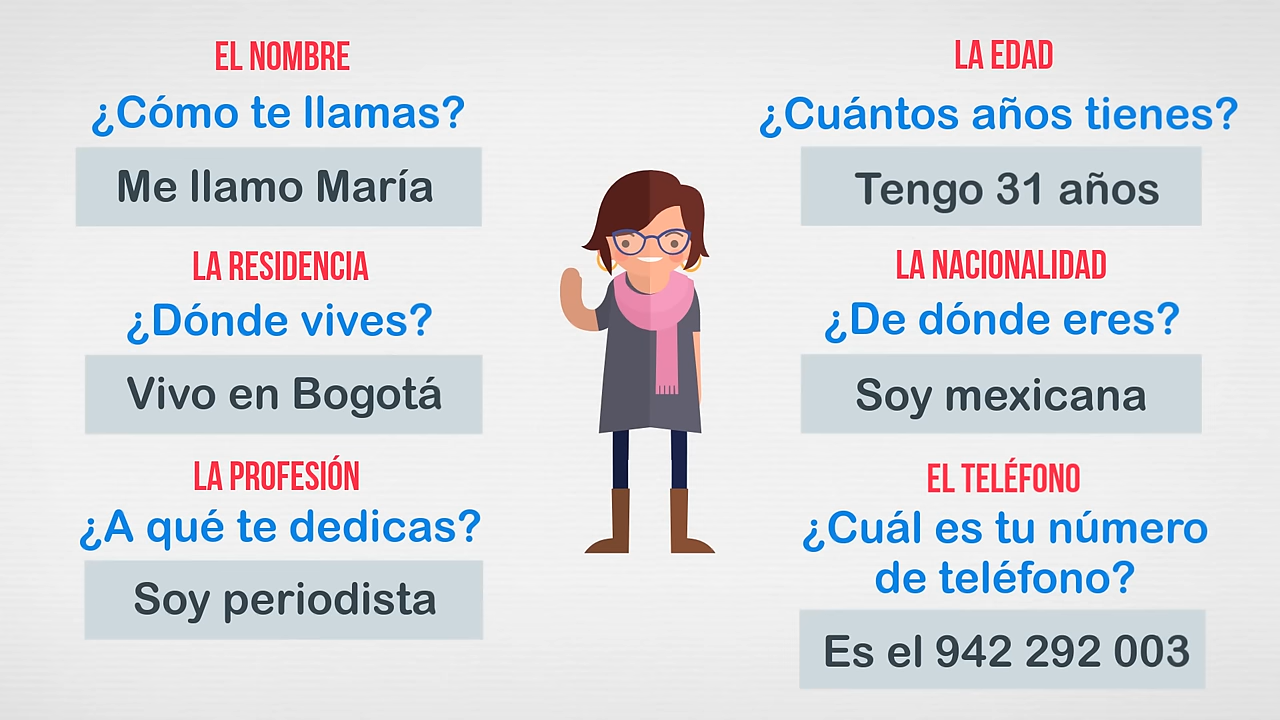 EL NOMBRE
¿Cómo te llamas?
Me llamo María
LA RESIDENCIA
¿Dónde vives?
Vivo en Bogotá
LA PROFESIÓN
¿A qué te dedicas?
Soy periodista
LA EDAD
¿Cuántos años tienes?
Tengo 31 años
LA NACIONALIDAD
¿De dónde eres?
Soy mexicana
EL TELÉFONO
¿Cuál es tu número
de teléfono?
Es el 942 292 003